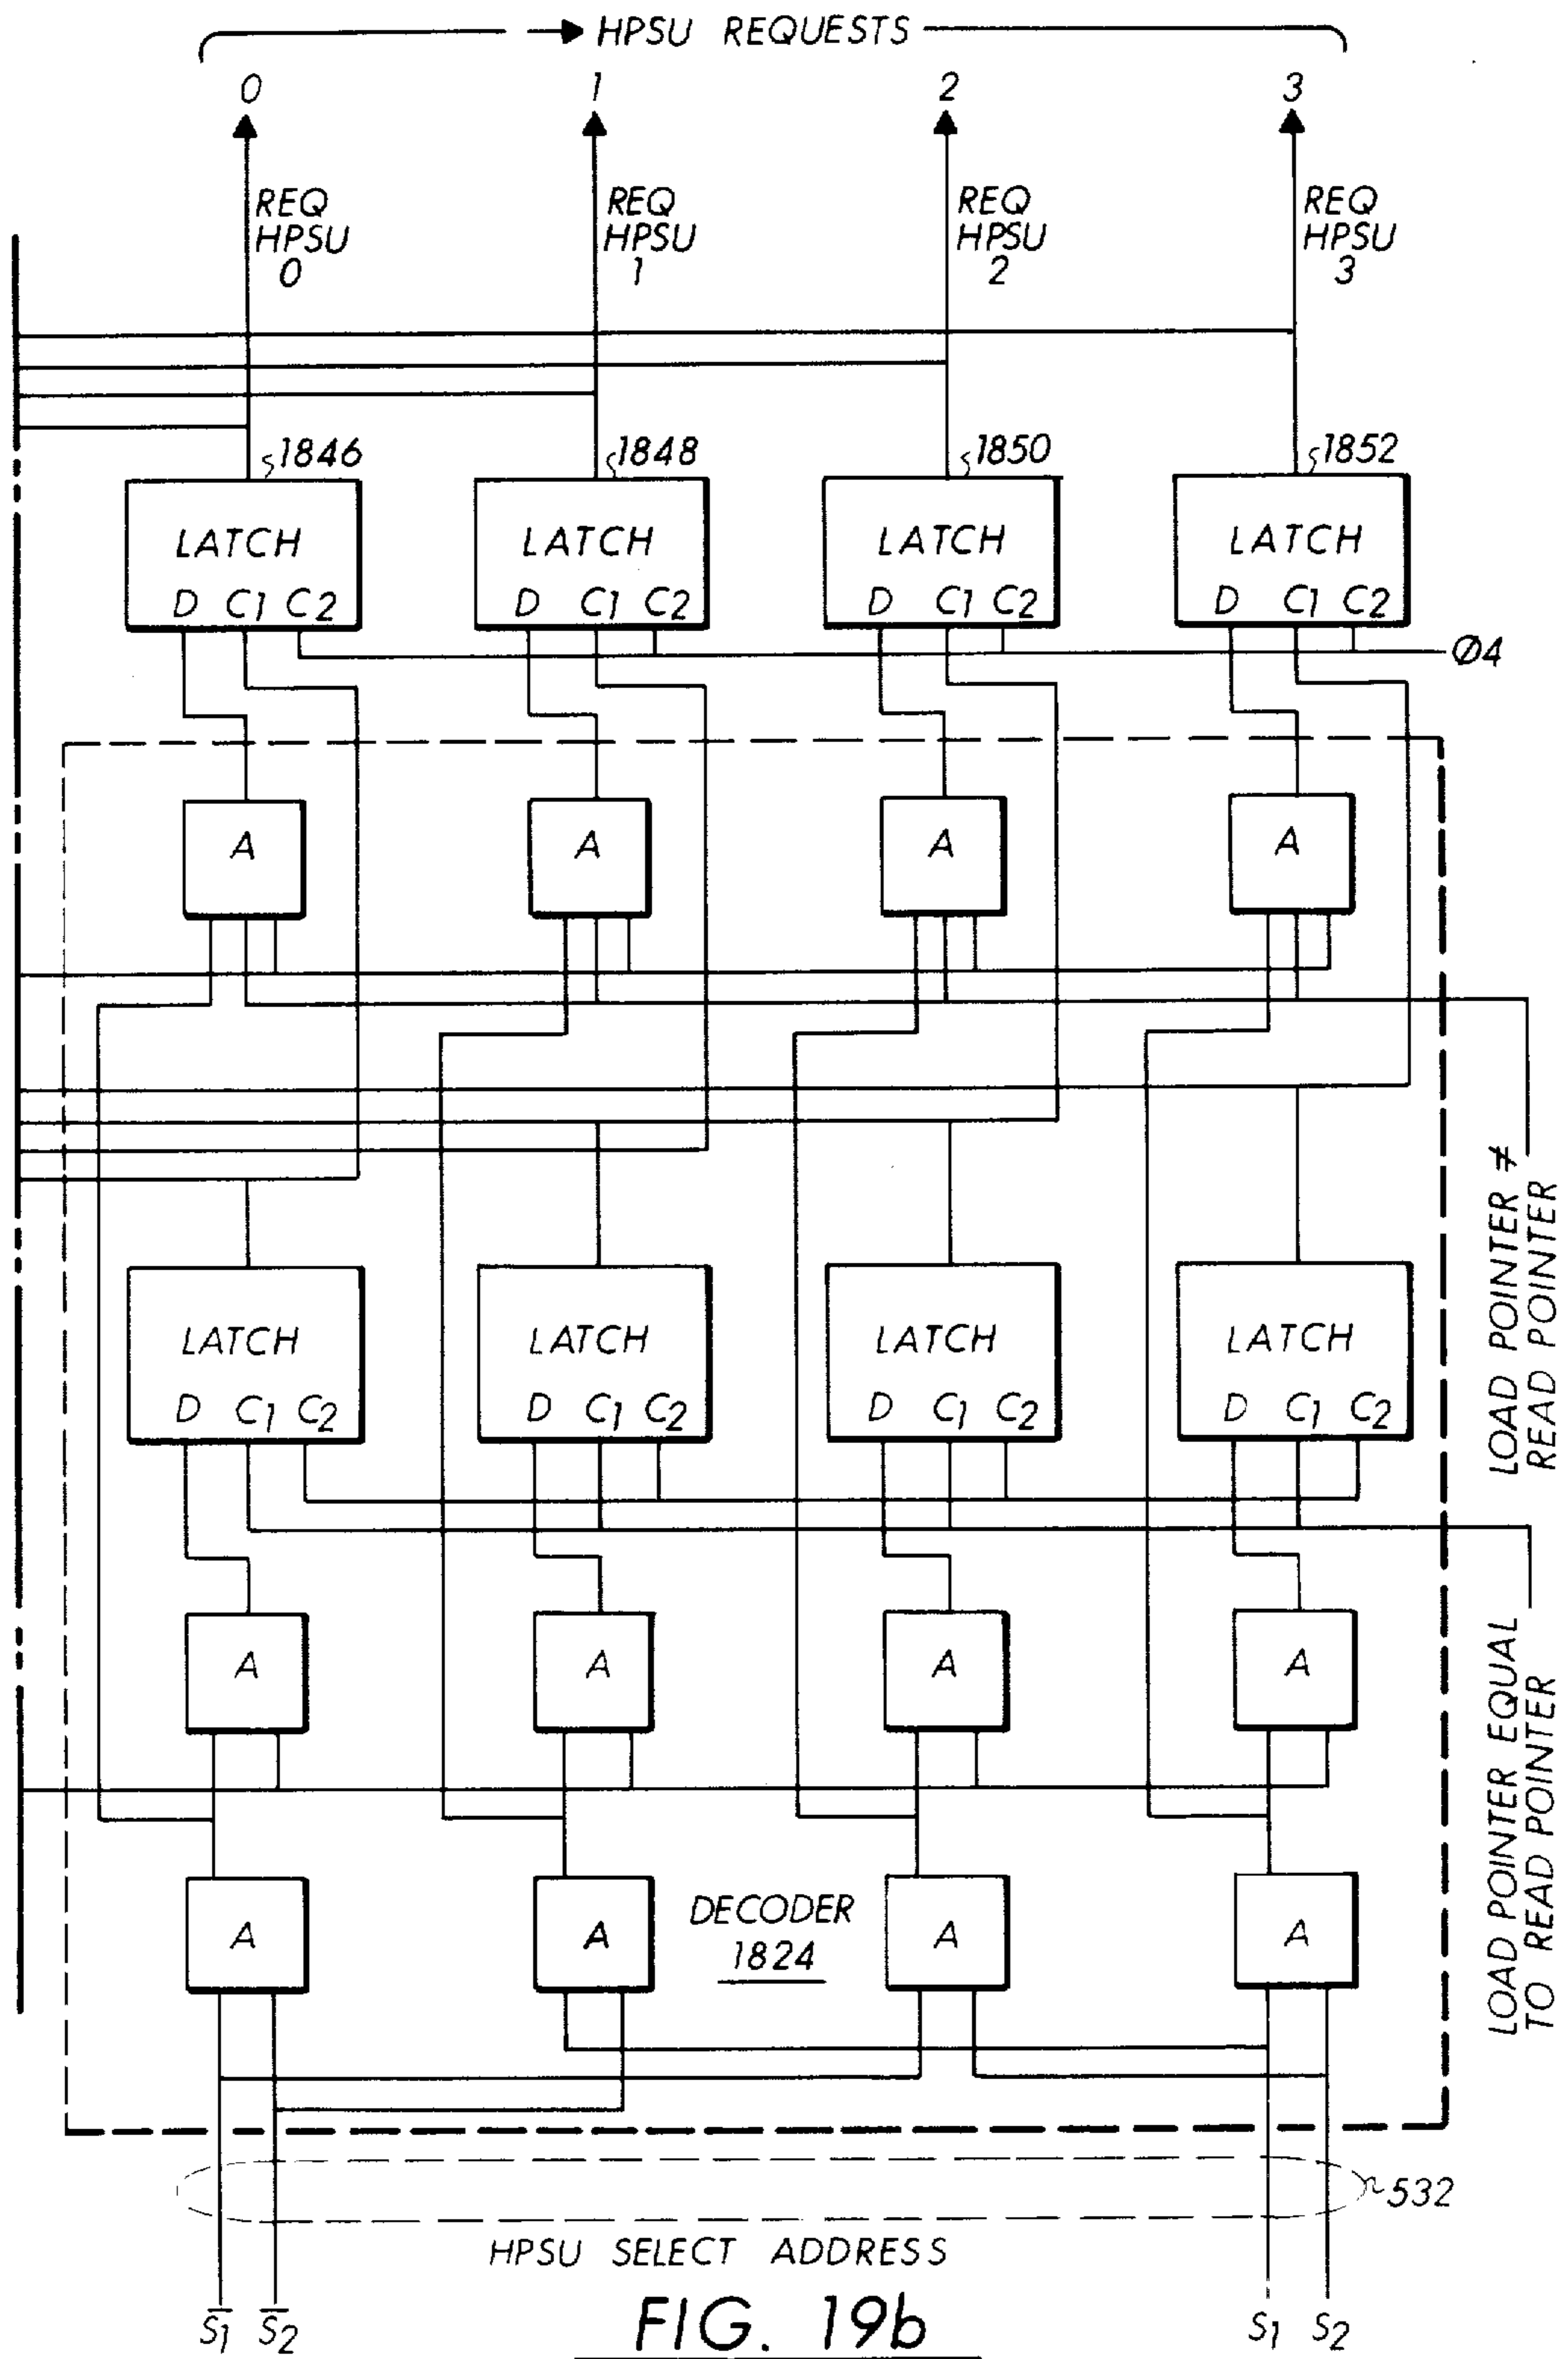 HPSU REQUESTS
0 1 2 3
REQ HPSU 0
REQ HPSU 1
REQ HPSU 2
REQ HPSU 3
1846 1848 1850 1852
LATCH LATCH LATCH LATCH
D C1 C2 D C1 C2 D C1 C2 D C1 C2
Ø4
A A A A
LOAD POINTER ≠
READ POINTER
LATCH LATCH LATCH LATCH
D C1 C2 D C1 C2 D C1 C2 D C1 C2
A A A A
LOAD POINTER EQUAL
TO READ POINTER
DECODER
1824
A A A A
532
HPSU SELECT ADDRESS
S̅1 S̅2 S1 S2
FIG. 19b